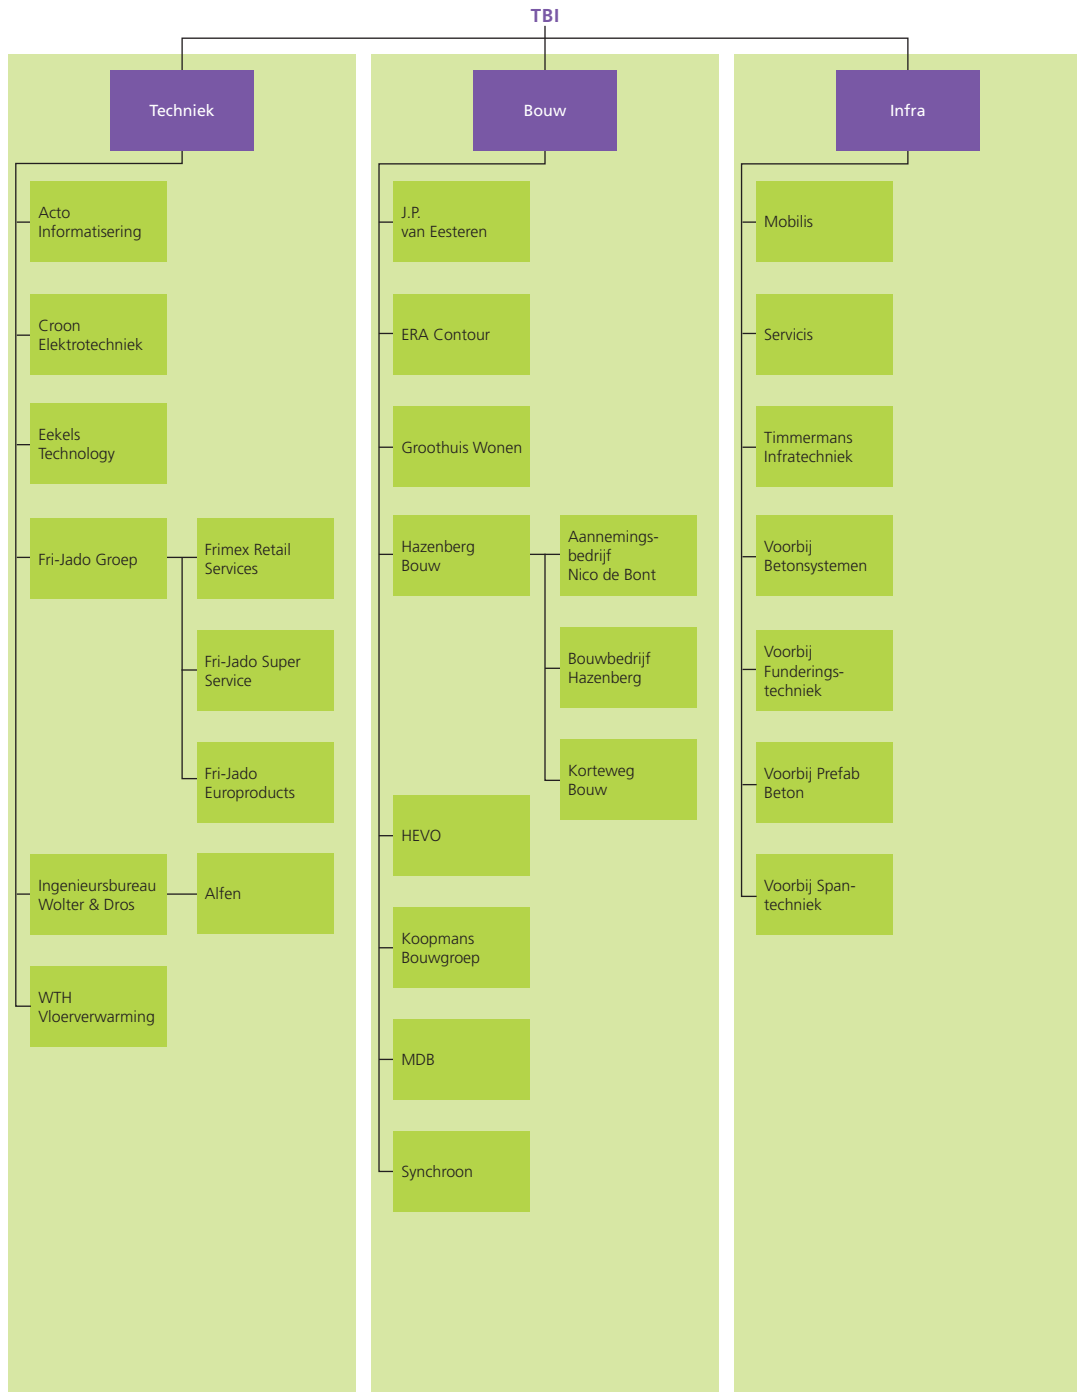 TBI
Techniek
Acto
Informatisering
Croon
Elektrotechniek
Eekels
Technology
Fri-Jado Groep
Frimex Retail
Services
Fri-Jado Super
Service
Fri-Jado
Europroducts
Ingenieursbureau
Wolter & Dros
Alfen
WTH
Vloerverwarming
Bouw
J.P.
van Eesteren
ERA Contour
Groothuis Wonen
Hazenberg
Bouw
Aannemings-
bedrijf
Nico de Bont
Bouwbedrijf
Hazenberg
Korteweg
Bouw
HEVO
Koopmans
Bouwgroep
MDB
Synchroon
Infra
Mobilis
Servicis
Timmermans
Infratechniek
Voorbij
Betonsystemen
Voorbij
Funderings-
techniek
Voorbij Prefab
Beton
Voorbij Span-
techniek